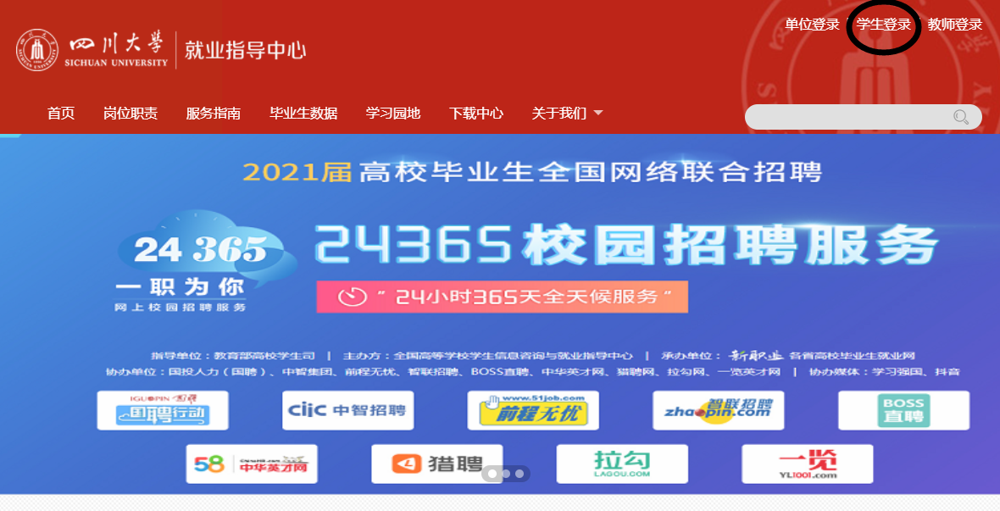 单位登录 学生登录 教师登录
四川大学
SICHUAN UNIVERSITY
就业指导中心
首页 岗位职责 服务指南 毕业生数据 学习园地 下载中心 关于我们
2021届高校毕业生全国网络联合招聘
24 365
一职为你
网上校园招聘服务
24365校园招聘服务
“24小时365天全天候服务“
指导单位：教育部高校学生司 | 主办方：全国高等学校学生信息咨询与就业指导中心 | 承办单位：新职业 各省高校毕业生就业网
协办单位：国投人力（国聘）、中智集团、前程无忧、智联招聘、BOSS直聘、中华英才网、猎聘网、拉勾网、一览英才网 | 协办媒体：学习强国、抖音
IGUOPIN 国聘
国聘行动
ciic 中智招聘
www.51job.com
前程无忧
智联招聘
zhaopin.com
BOSS
直聘
58
中华英才网
猎聘
拉勾
LAGOU.COM
一览
YL1001.com